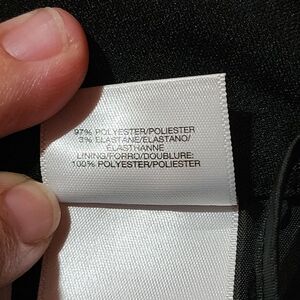 97% POLYESTER/POLIESTER
3% ELASTANE/ELASTANO/
ELASTHANNE
LINING/FORRO/DOUBLURE:
100% POLYESTER/POLIESTER